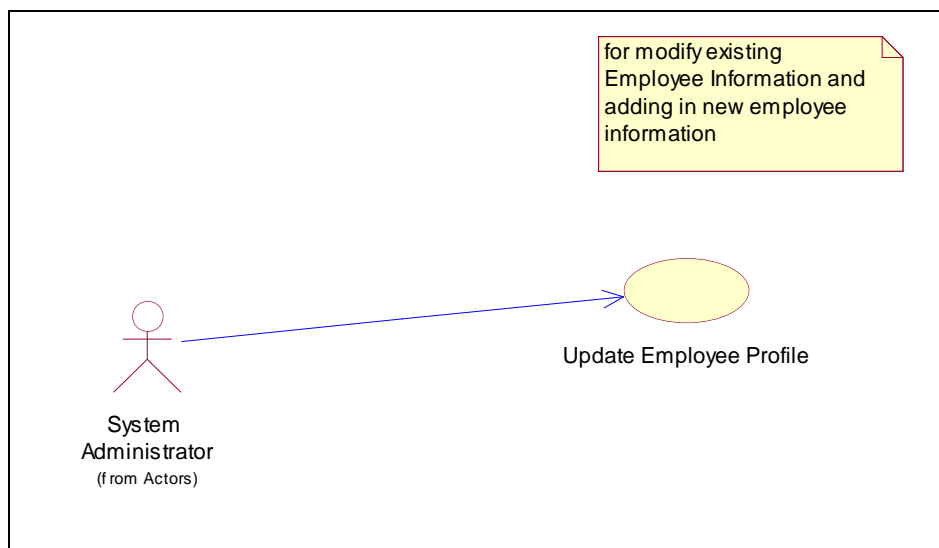 for modify existing
Employee Information and
adding in new employee
information
Update Employee Profile
System
Administrator
(from Actors)